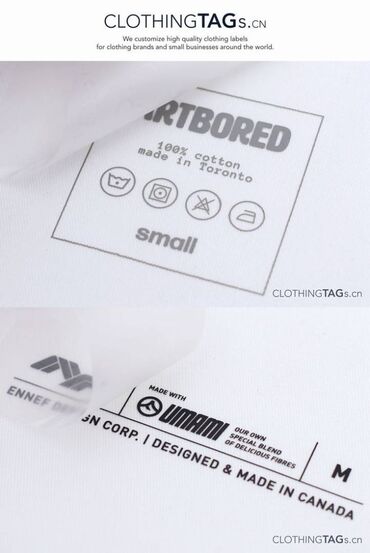 CLOTHINGTAGs.CN
We customize high quality clothing labels
for clothing brands and small businesses around the world.
RTBORED
100% cotton
made in Toronto
small
CLOTHINGTAGs.cn
MADE WITH
UMAMI
OUR OWN
SPECIAL BLEND
OF DELICIOUS FIBRES
M
ENNEF DESIGN CORP. | DESIGNED & MADE IN CANADA
CLOTHINGTAGs.cn